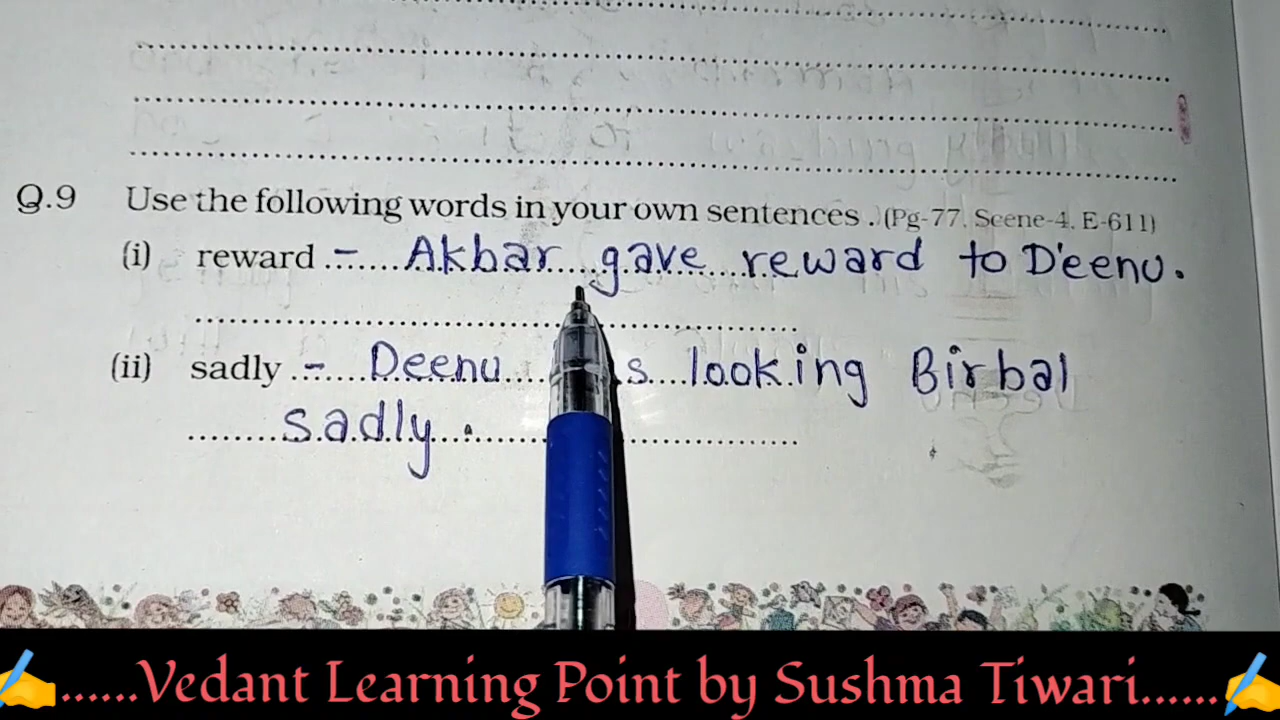 Q.9 Use the following words in your own sentences . (Pg-77, Scene-4, E-611)
(i) reward - Akbar gave reward to Deenu.
(ii) sadly - Deenu looking Birbal
sadly .
✍......Vedant Learning Point by Sushma Tiwari......✍